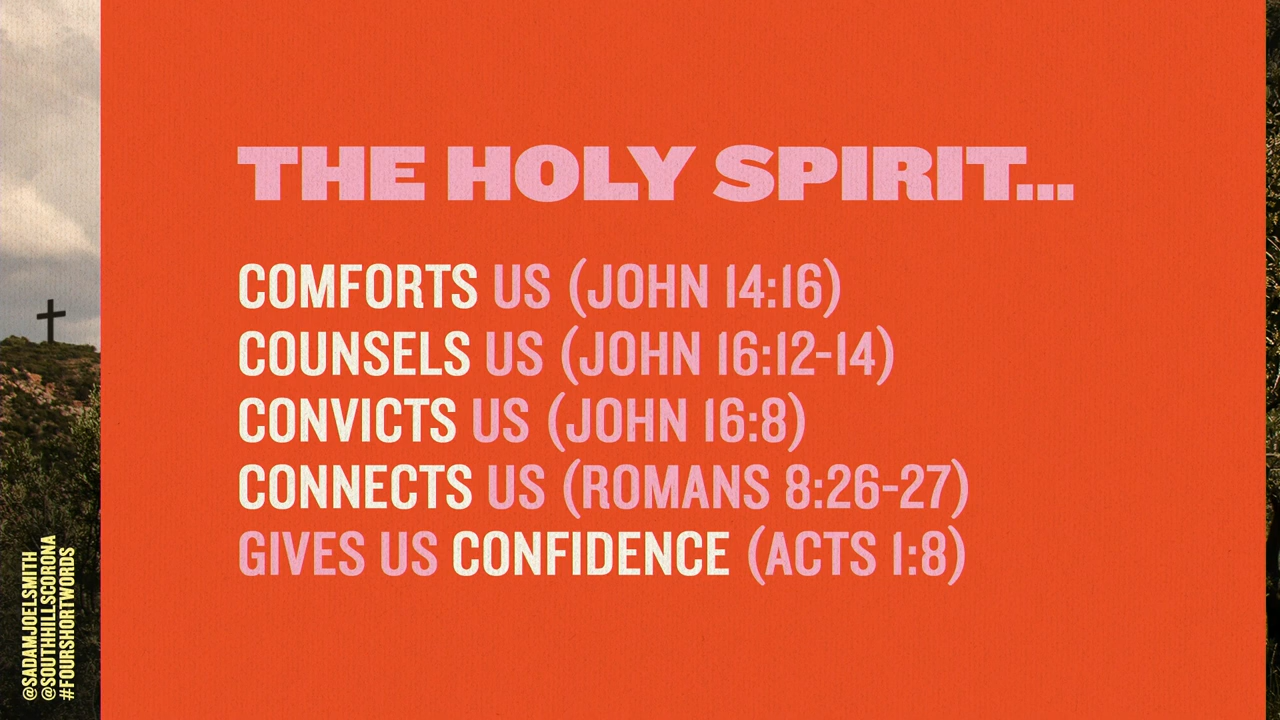 THE HOLY SPIRIT...
COMFORTS US (JOHN 14:16)
COUNSELS US (JOHN 16:12-14)
CONVICTS US (JOHN 16:8)
CONNECTS US (ROMANS 8:26-27)
GIVES US CONFIDENCE (ACTS 1:8)
@SADAMJOELSMITH
@SOUTHHILLSCORONA
#FOURSHORTWORDS